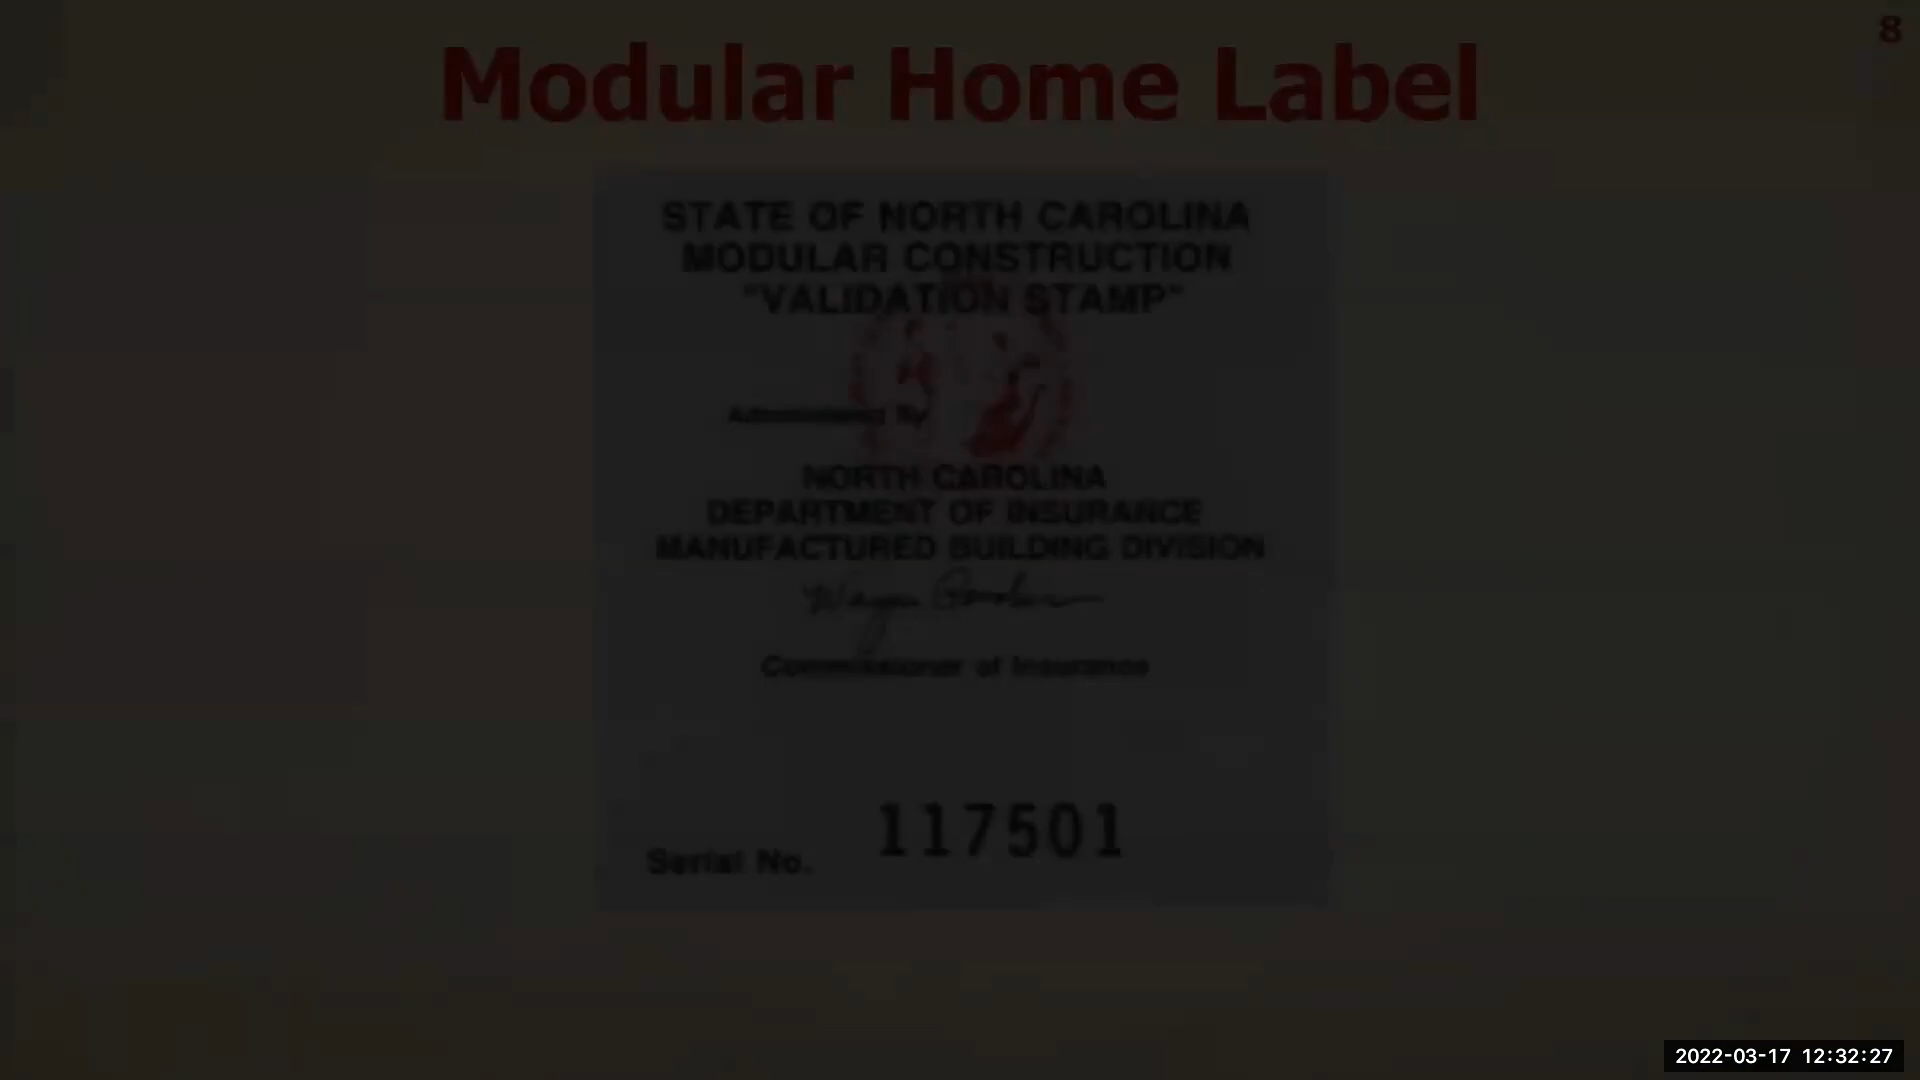 8
Modular Home Label
STATE OF NORTH CAROLINA
MODULAR CONSTRUCTION
"VALIDATION STAMP"
Administered By
NORTH CAROLINA
DEPARTMENT OF INSURANCE
MANUFACTURED BUILDING DIVISION
Commissioner of Insurance
117501
Serial No.
2022-03-17 12:32:27